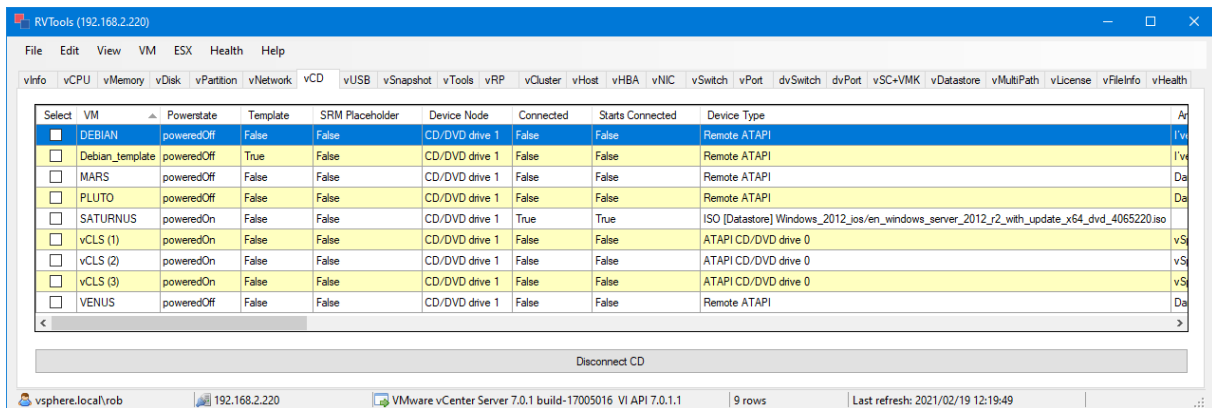 RVTools (192.168.2.220)
File Edit View VM ESX Health Help
vInfo vCPU vMemory vDisk vPartition vNetwork vCD vUSB vSnapshot vTools vRP vCluster vHost vHBA vNIC vSwitch vPort dvSwitch dvPort vSC+VMK vDatastore vMultiPath vLicense vFileInfo vHealth
Select VM Powerstate Template SRM Placeholder Device Node Connected Starts Connected Device Type
DEBIAN poweredOff False False CD/DVD drive 1 False False Remote ATAPI I've
Debian_template poweredOff True False CD/DVD drive 1 False False Remote ATAPI I've
MARS poweredOff False False CD/DVD drive 1 False False Remote ATAPI Da
PLUTO poweredOff False False CD/DVD drive 1 False False Remote ATAPI Da
SATURNUS poweredOn False False CD/DVD drive 1 True True ISO [Datastore] Windows_2012_ios/en_windows_server_2012_r2_with_update_x64_dvd_4065220.iso
vCLS (1) poweredOn False False CD/DVD drive 1 False False ATAPI CD/DVD drive 0
vCLS (2) poweredOn False False CD/DVD drive 1 False False ATAPI CD/DVD drive 0
vCLS (3) poweredOn False False CD/DVD drive 1 False False ATAPI CD/DVD drive 0
VENUS poweredOff False False CD/DVD drive 1 False False Remote ATAPI Da
Disconnect CD
vsphere.local\rob 192.168.2.220 VMware vCenter Server 7.0.1 build-17005016 VI API 7.0.1.1 9 rows Last refresh: 2021/02/19 12:19:49